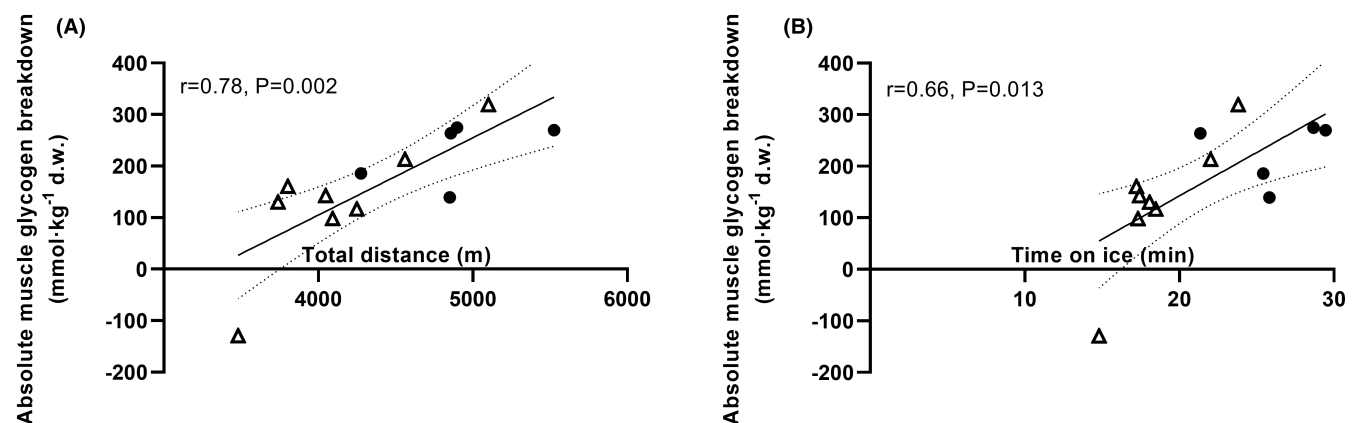 (A)
Absolute muscle glycogen breakdown
(mmol·kg⁻¹ d.w.)
r=0.78, P=0.002
400
300
200
100
0
-100
-200
Total distance (m)
4000 5000 6000
(B)
Absolute muscle glycogen breakdown
(mmol·kg⁻¹ d.w.)
r=0.66, P=0.013
400
300
200
100
0
-100
-200
Time on ice (min)
10 20 30